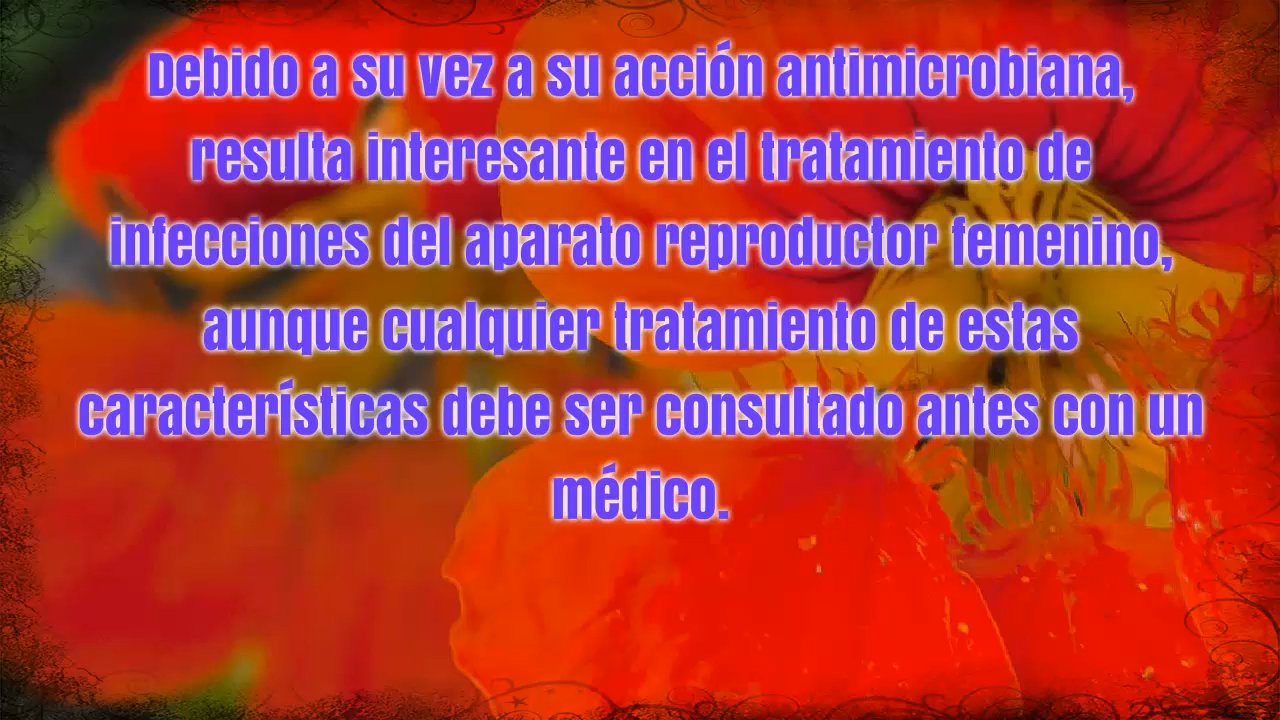 Debido a su vez a su acción antimicrobiana,
resulta interesante en el tratamiento de
infecciones del aparato reproductor femenino,
aunque cualquier tratamiento de estas
características debe ser consultado antes con un
médico.